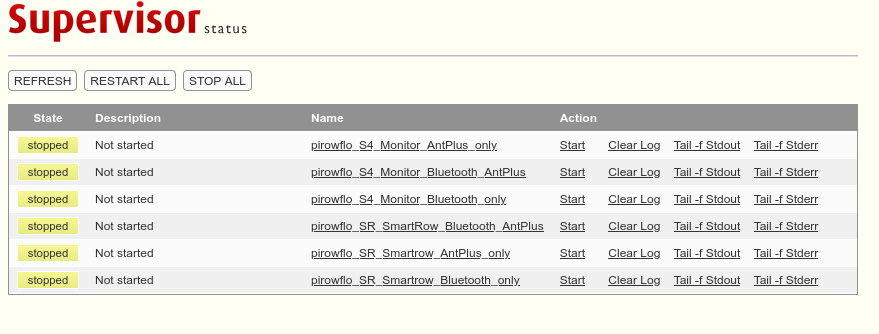 Supervisor status
REFRESH RESTART ALL STOP ALL
State Description Name Action
stopped Not started pirowflo_S4_Monitor_AntPlus_only Start Clear Log Tail -f Stdout Tail -f Stderr
stopped Not started pirowflo_S4_Monitor_Bluetooth_AntPlus Start Clear Log Tail -f Stdout Tail -f Stderr
stopped Not started pirowflo_S4_Monitor_Bluetooth_only Start Clear Log Tail -f Stdout Tail -f Stderr
stopped Not started pirowflo_SR_SmartRow_Bluetooth_AntPlus Start Clear Log Tail -f Stdout Tail -f Stderr
stopped Not started pirowflo_SR_Smartrow_AntPlus_only Start Clear Log Tail -f Stdout Tail -f Stderr
stopped Not started pirowflo_SR_Smartrow_Bluetooth_only Start Clear Log Tail -f Stdout Tail -f Stderr